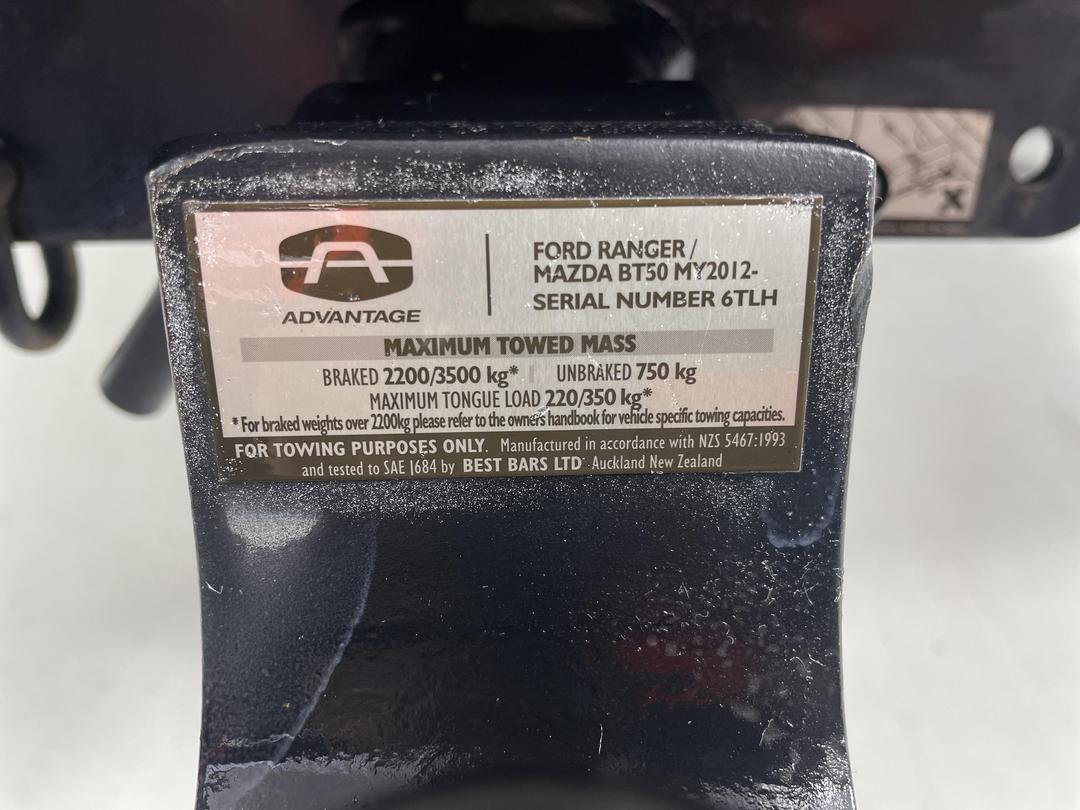 FORD RANGER /
MAZDA BT50 MY2012-
SERIAL NUMBER 6TLH
ADVANTAGE
MAXIMUM TOWED MASS
BRAKED 2200/3500 kg* UNBRAKED 750 kg
MAXIMUM TONGUE LOAD 220/350 kg*
* For braked weights over 2200kg please refer to the owners handbook for vehicle specific towing capacities.
FOR TOWING PURPOSES ONLY. Manufactured in accordance with NZS 5467:1993
and tested to SAE J684 by BEST BARS LTD Auckland New Zealand
X